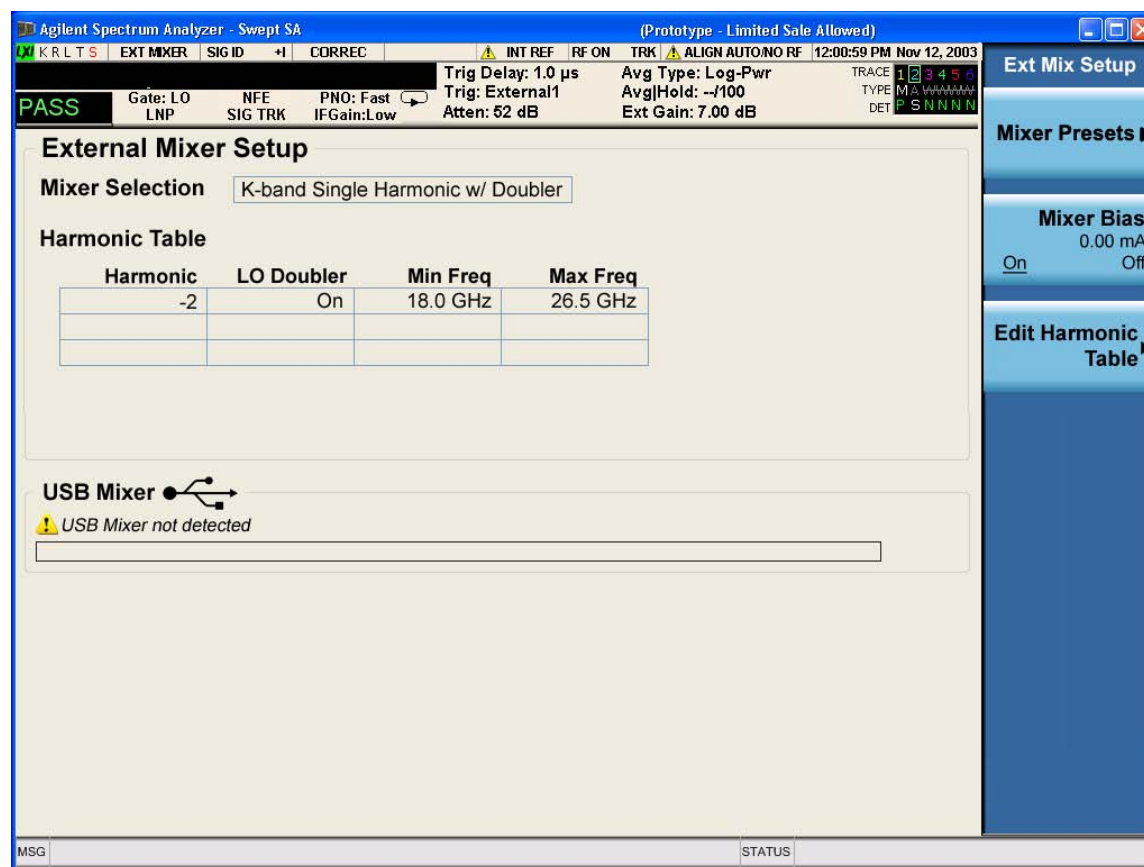 Agilent Spectrum Analyzer - Swept SA (Prototype - Limited Sale Allowed)
LXI K R L T S EXT MIXER SIG ID +I CORREC INT REF RF ON TRK ALIGN AUTO/NO RF 12:00:59 PM Nov 12, 2003
PASS
Gate: LO
LNP
NFE
SIG TRK
PNO: Fast
IFGain:Low
Trig Delay: 1.0 µs
Trig: External1
Atten: 52 dB
Avg Type: Log-Pwr
Avg|Hold: --/100
Ext Gain: 7.00 dB
TRACE 1 2 3 4 5 6
TYPE M A W W W W
DET P S N N N N
External Mixer Setup
Mixer Selection K-band Single Harmonic w/ Doubler
Harmonic Table
Harmonic LO Doubler Min Freq Max Freq
-2 On 18.0 GHz 26.5 GHz
USB Mixer
USB Mixer not detected
Ext Mix Setup
Mixer Presets
Mixer Bias
0.00 mA
On Off
Edit Harmonic
Table
MSG STATUS